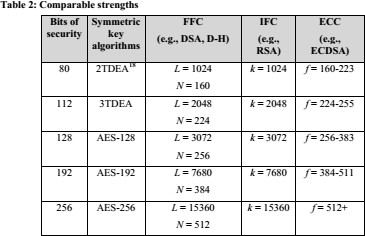 Table 2: Comparable strengths
Bits of security Symmetric key algorithms FFC (e.g., DSA, D-H) IFC (e.g., RSA) ECC (e.g., ECDSA)
80 2TDEA18 L = 1024 k = 1024 f = 160-223
N = 160
112 3TDEA L = 2048 k = 2048 f = 224-255
N = 224
128 AES-128 L = 3072 k = 3072 f = 256-383
N = 256
192 AES-192 L = 7680 k = 7680 f = 384-511
N = 384
256 AES-256 L = 15360 k = 15360 f = 512+
N = 512